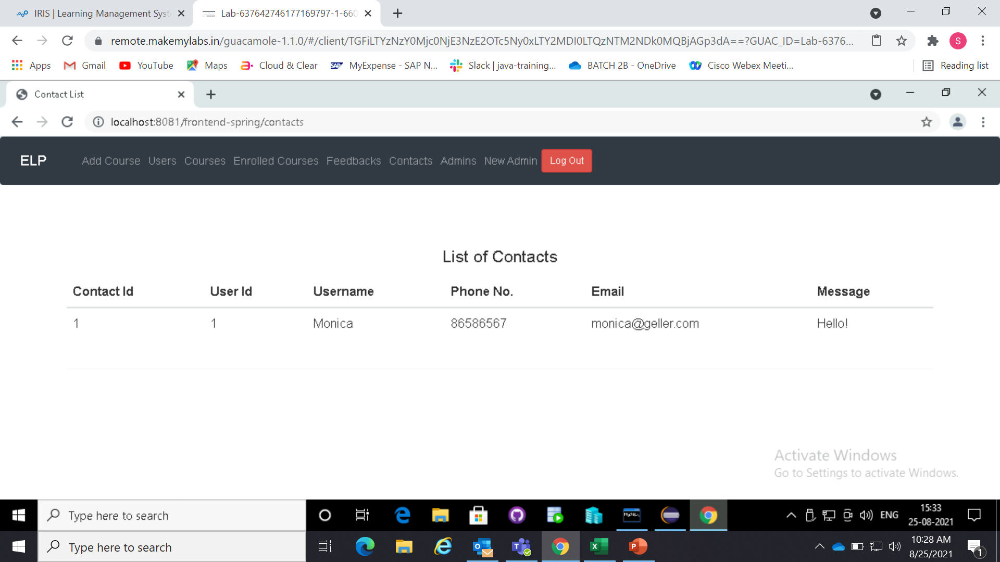 IRIS | Learning Management Syst
Lab-637642746177169797-1-660
remote.makemylabs.in/guacamole-1.1.0/#/client/TGFiLTYzNzY0Mjc0NjE3NzE2OTc5Ny0xLTY2MDI0LTQzNTM2NDk0MQBjAGp3dA==?GUAC_ID=Lab-6376...
S
Apps
Gmail
YouTube
Maps
Cloud & Clear
SAP
MyExpense - SAP N...
Slack | java-training...
BATCH 2B - OneDrive
Cisco Webex Meeti...
Reading list
Contact List
localhost:8081/frontend-spring/contacts
ELP
Add Course
Users
Courses
Enrolled Courses
Feedbacks
Contacts
Admins
New Admin
Log Out
List of Contacts
Contact Id User Id Username Phone No. Email Message
1 1 Monica 86586567 monica@geller.com Hello!
Activate Windows
Go to Settings to activate Windows.
Type here to search
MySQL
ENG
15:33
25-08-2021
Type here to search
10:28 AM
8/25/2021
1